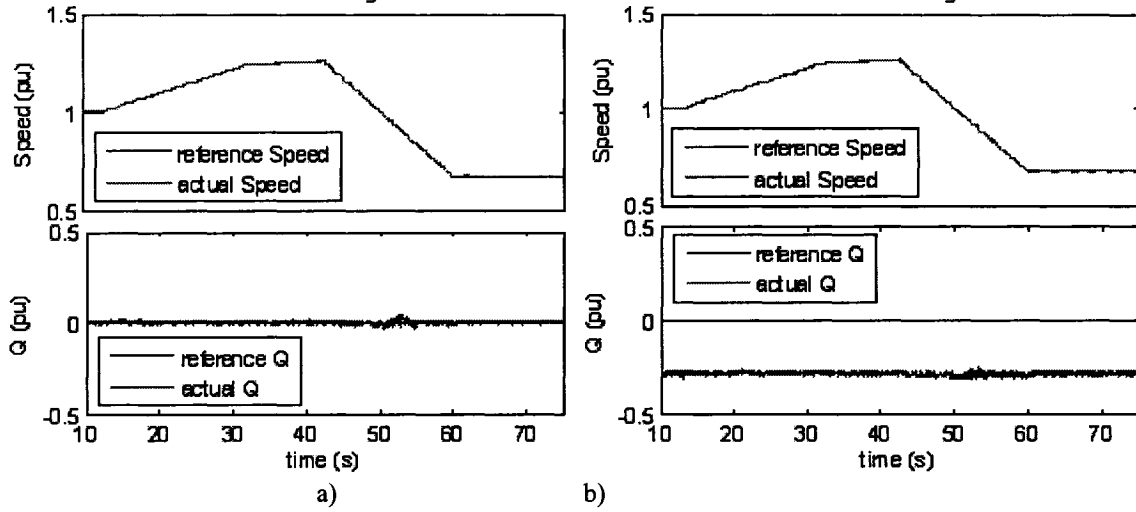 1.5
Speed (pu)
1
reference Speed
actual Speed
0.5
0.5
Q (pu)
0
reference Q
actual Q
-0.5
10 20 30 40 50 60 70
time (s)
a)
1.5
Speed (pu)
1
reference Speed
actual Speed
0.5
0.5
reference Q
actual Q
Q (pu)
0
-0.5
10 20 30 40 50 60 70
time (s)
b)